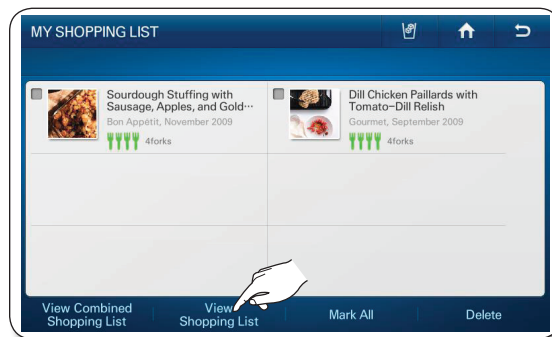 MY SHOPPING LIST
Sourdough Stuffing with
Sausage, Apples, and Gold···
Bon Appétit, November 2009
4forks
Dill Chicken Paillards with
Tomato-Dill Relish
Gourmet, September 2009
4forks
View Combined
Shopping List
View
Shopping List
Mark All
Delete